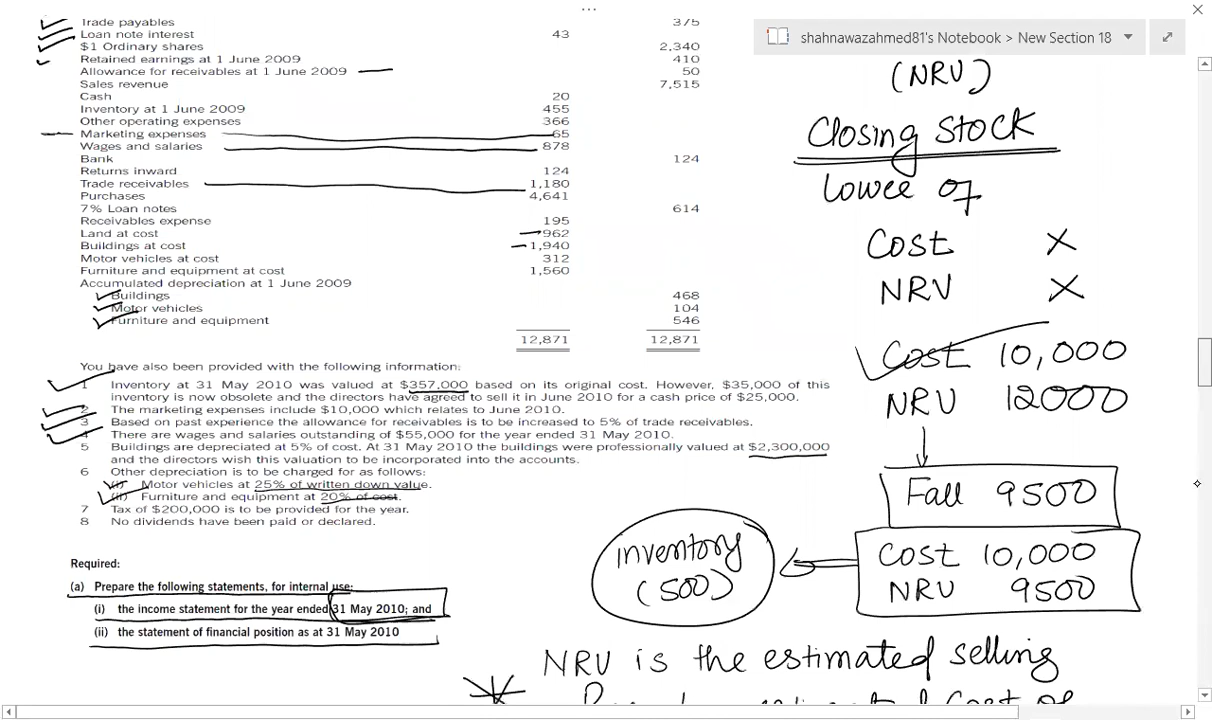 shahnawazahmed81's Notebook > New Section 18
Trade payables 375
Loan note interest 43
$1 Ordinary shares 2,340
Retained earnings at 1 June 2009 410
Allowance for receivables at 1 June 2009 50
Sales revenue 7,515
Cash 20
Inventory at 1 June 2009 455
Other operating expenses 366
Marketing expenses 65
Wages and salaries 878
Bank 124
Returns inward 124
Trade receivables 1,180
Purchases 4,641
7% Loan notes 614
Receivables expense 195
Land at cost 962
Buildings at cost 1,940
Motor vehicles at cost 312
Furniture and equipment at cost 1,560
Accumulated depreciation at 1 June 2009
Buildings 468
Motor vehicles 104
Furniture and equipment 546
12,871 12,871
You have also been provided with the following information:
1 Inventory at 31 May 2010 was valued at $357,000 based on its original cost. However, $35,000 of this
inventory is now obsolete and the directors have agreed to sell it in June 2010 for a cash price of $25,000.
2 The marketing expenses include $10,000 which relates to June 2010.
3 Based on past experience the allowance for receivables is to be increased to 5% of trade receivables.
4 There are wages and salaries outstanding of $55,000 for the year ended 31 May 2010.
5 Buildings are depreciated at 5% of cost. At 31 May 2010 the buildings were professionally valued at $2,300,000
and the directors wish this valuation to be incorporated into the accounts.
6 Other depreciation is to be charged for as follows:
(i) Motor vehicles at 25% of written down value.
(ii) Furniture and equipment at 20% of cost.
7 Tax of $200,000 is to be provided for the year.
8 No dividends have been paid or declared.
Required:
(a) Prepare the following statements, for internal use:
(i) the income statement for the year ended 31 May 2010; and
(ii) the statement of financial position as at 31 May 2010
(NRV)
Closing stock
Lower of
Cost X
NRV X
Cost 10,000
NRV 12000
Fall 9500
Cost 10,000
NRV 9500
inventory
(500)
NRV is the estimated selling